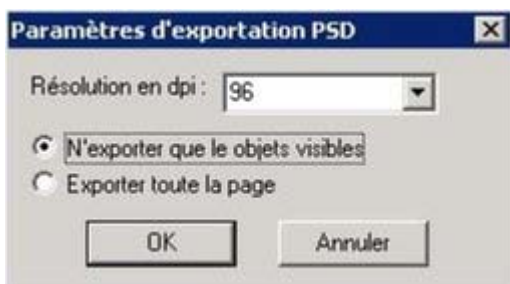 Paramètres d'exportation PSD
Résolution en dpi : 96
N'exporter que le objets visibles
Exporter toute la page
OK Annuler